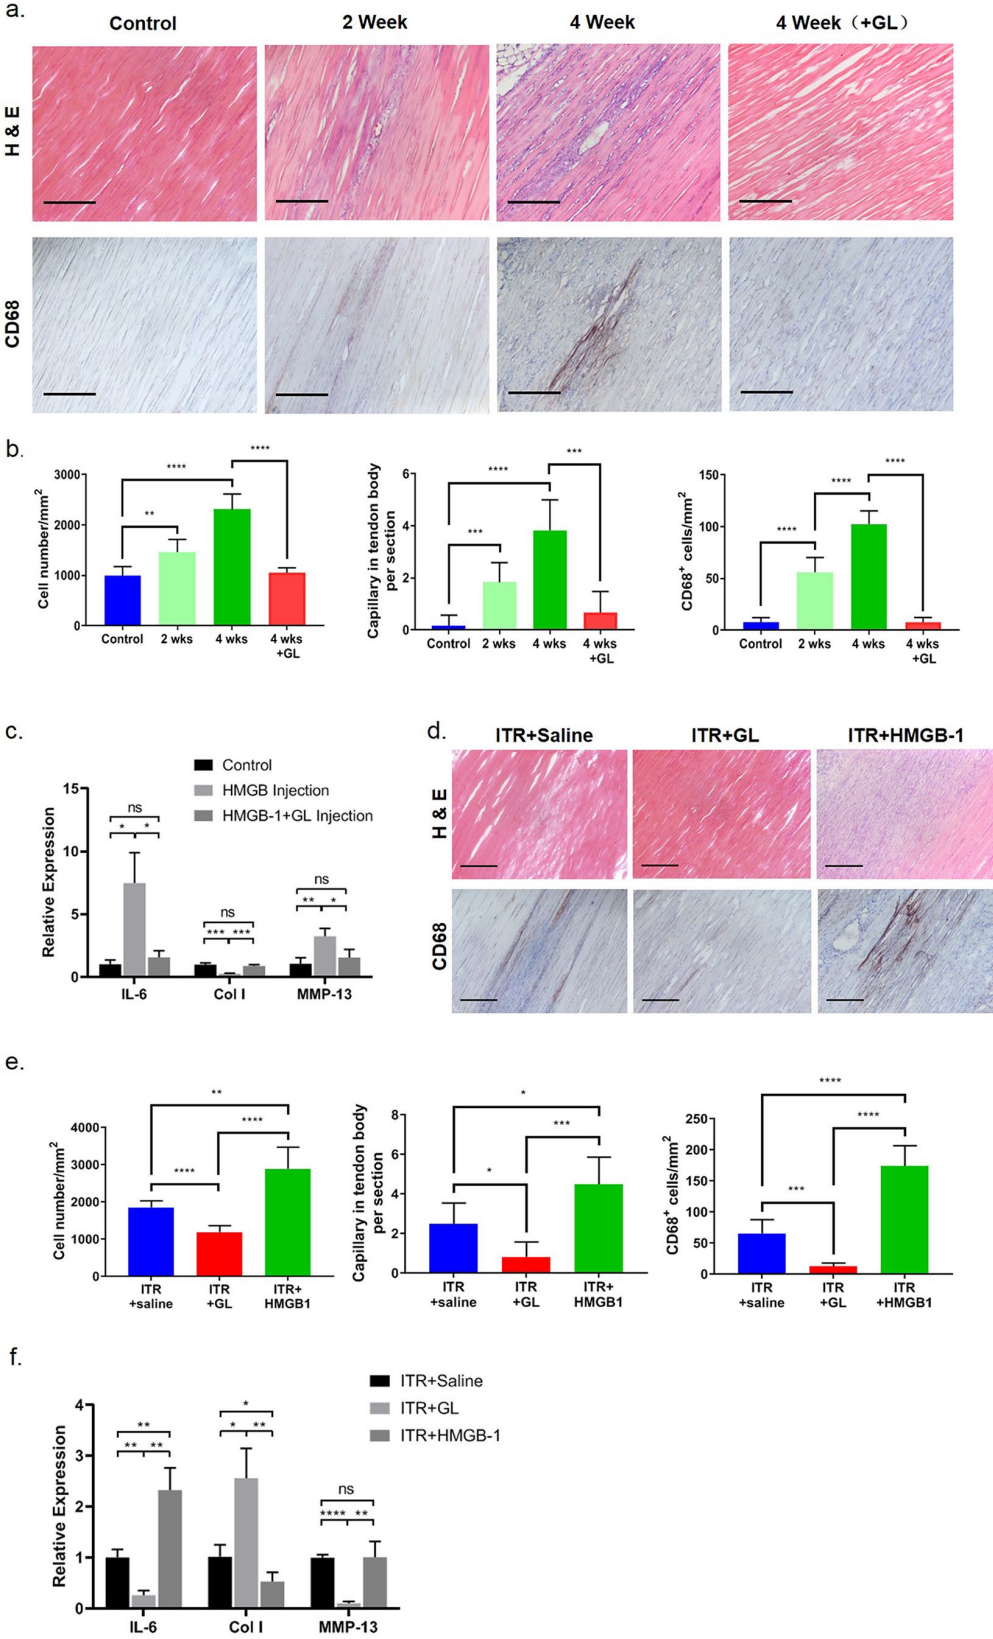 a.
Control 2 Week 4 Week 4 Week（+GL）
H & E
CD68
b.
Cell number/mm2
3000
2000
1000
0
**
****
****
Control 2 wks 4 wks 4 wks
+GL
Capillary in tendon body
per section
6
4
2
0
***
****
***
Control 2 wks 4 wks 4 wks
+GL
CD68+ cells/mm2
150
100
50
0
****
****
****
Control 2 wks 4 wks 4 wks
+GL
c.
Control
HMGB Injection
HMGB-1+GL Injection
Relative Expression
15
10
5
0
ns
* *
ns
*** ***
ns
** *
IL-6 Col I MMP-13
d.
ITR+Saline ITR+GL ITR+HMGB-1
H & E
CD68
e.
Cell number/mm2
4000
3000
2000
1000
0
**
****
****
ITR ITR ITR+
+saline +GL HMGB1
Capillary in tendon body
per section
8
6
4
2
0
*
***
*
ITR ITR ITR+
+saline +GL HMGB1
CD68+ cells/mm2
250
200
150
100
50
0
****
****
***
ITR ITR ITR
+saline +GL +HMGB1
f.
ITR+Saline
ITR+GL
ITR+HMGB-1
Relative Expression
4
3
2
1
0
**
** **
*
* **
ns
**** **
IL-6 Col I MMP-13